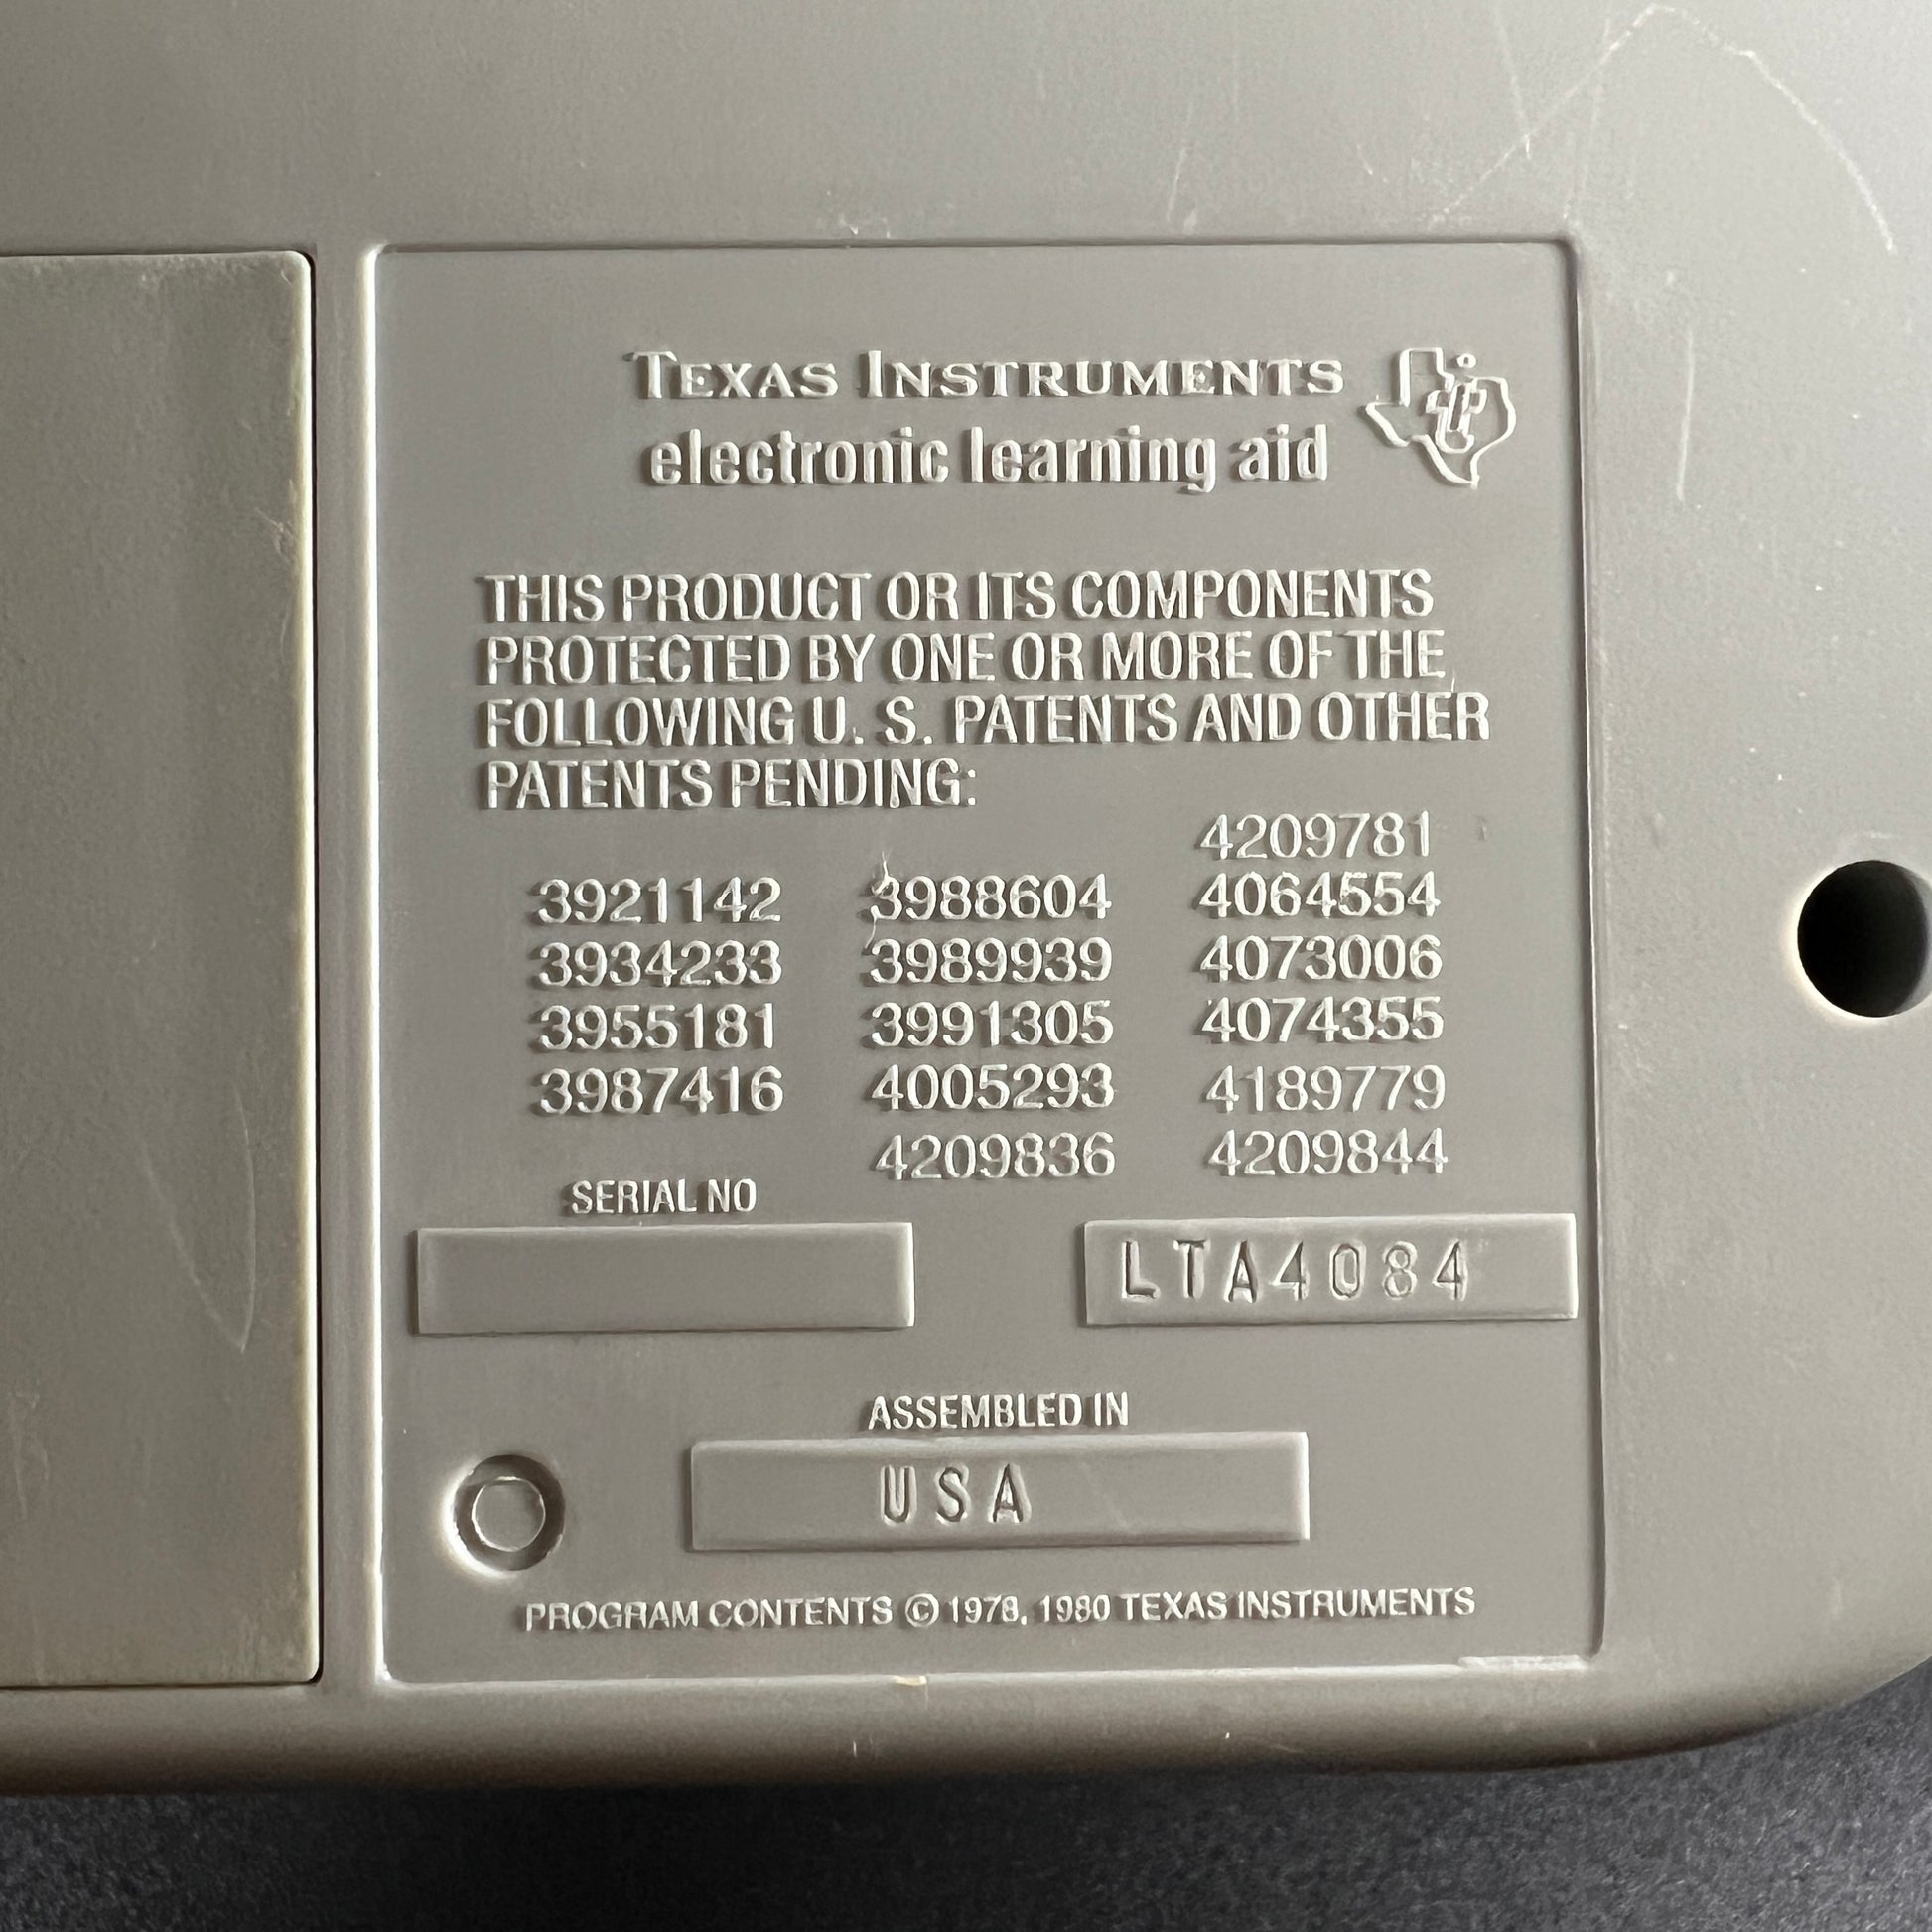 TEXAS INSTRUMENTS
electronic learning aid
THIS PRODUCT OR ITS COMPONENTS
PROTECTED BY ONE OR MORE OF THE
FOLLOWING U. S. PATENTS AND OTHER
PATENTS PENDING:
4209781
3921142 3988604 4064554
3934233 3989939 4073006
3955181 3991305 4074355
3987416 4005293 4189779
4209836 4209844
SERIAL NO
LTA4084
ASSEMBLED IN
USA
PROGRAM CONTENTS © 1978, 1980 TEXAS INSTRUMENTS